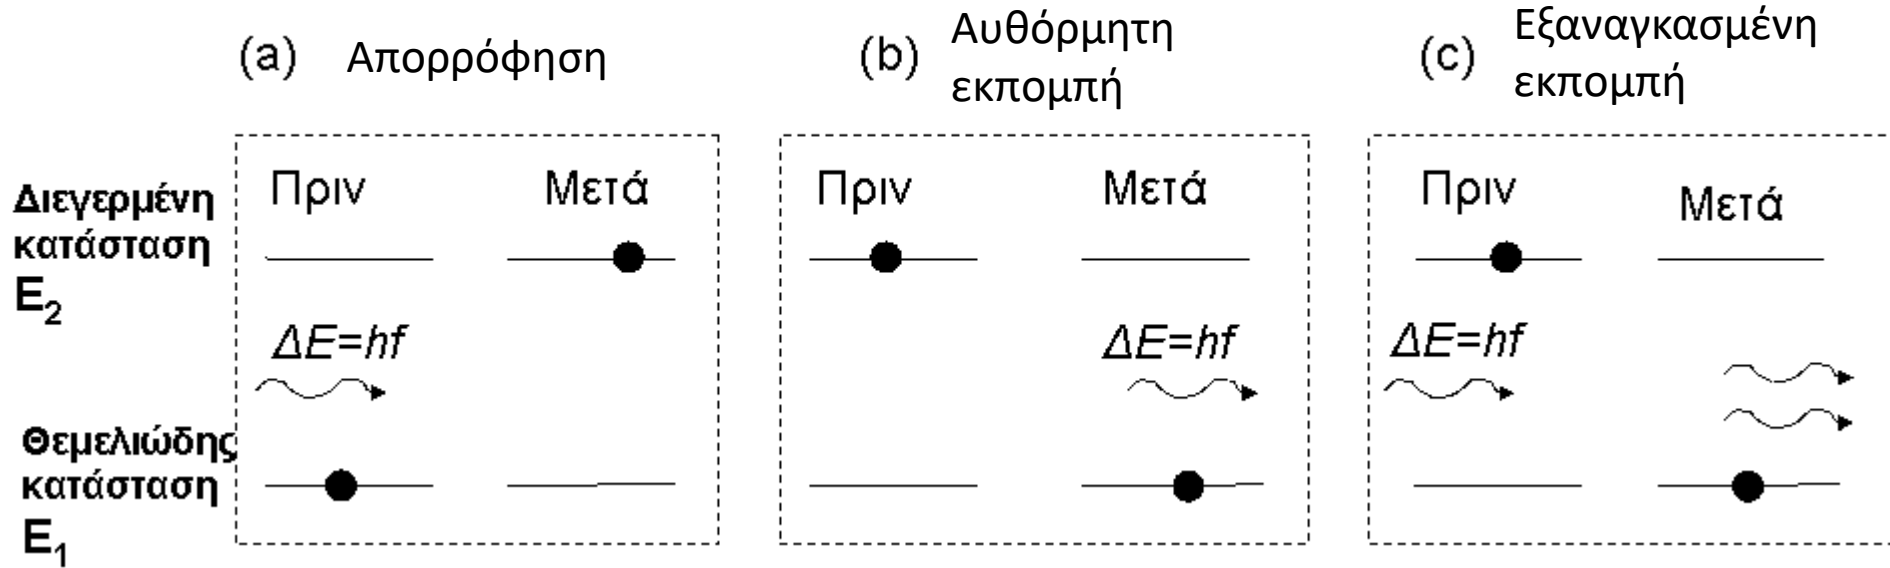 (a) Απορρόφηση
(b) Αυθόρμητη
εκπομπή
(c) Εξαναγκασμένη
εκπομπή
Διεγερμένη
κατάσταση
E₂
Πριν Μετά
ΔE=hf
Πριν Μετά
ΔE=hf
Πριν Μετά
ΔE=hf
Θεμελιώδης
κατάσταση
E₁